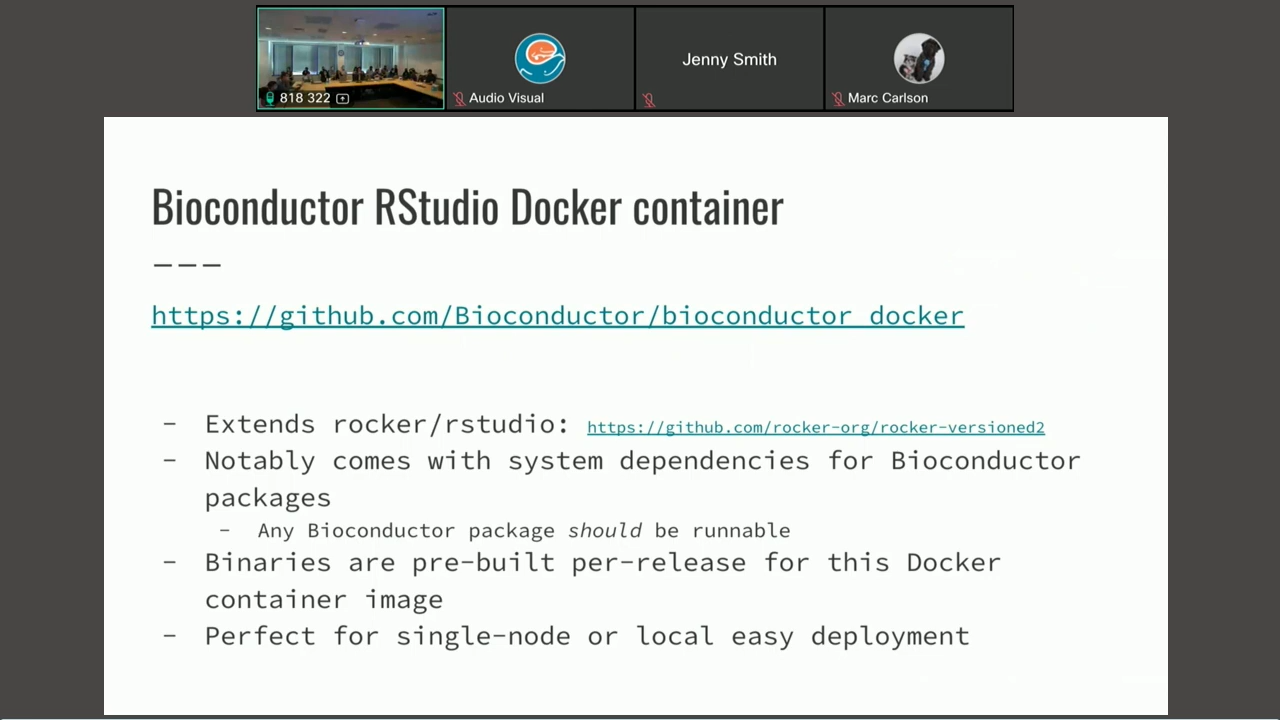 818 322
Audio Visual
Jenny Smith
Marc Carlson
Bioconductor RStudio Docker container
———
https://github.com/Bioconductor/bioconductor_docker
- Extends rocker/rstudio: https://github.com/rocker-org/rocker-versioned2
- Notably comes with system dependencies for Bioconductor
packages
- Any Bioconductor package should be runnable
- Binaries are pre-built per-release for this Docker
container image
- Perfect for single-node or local easy deployment